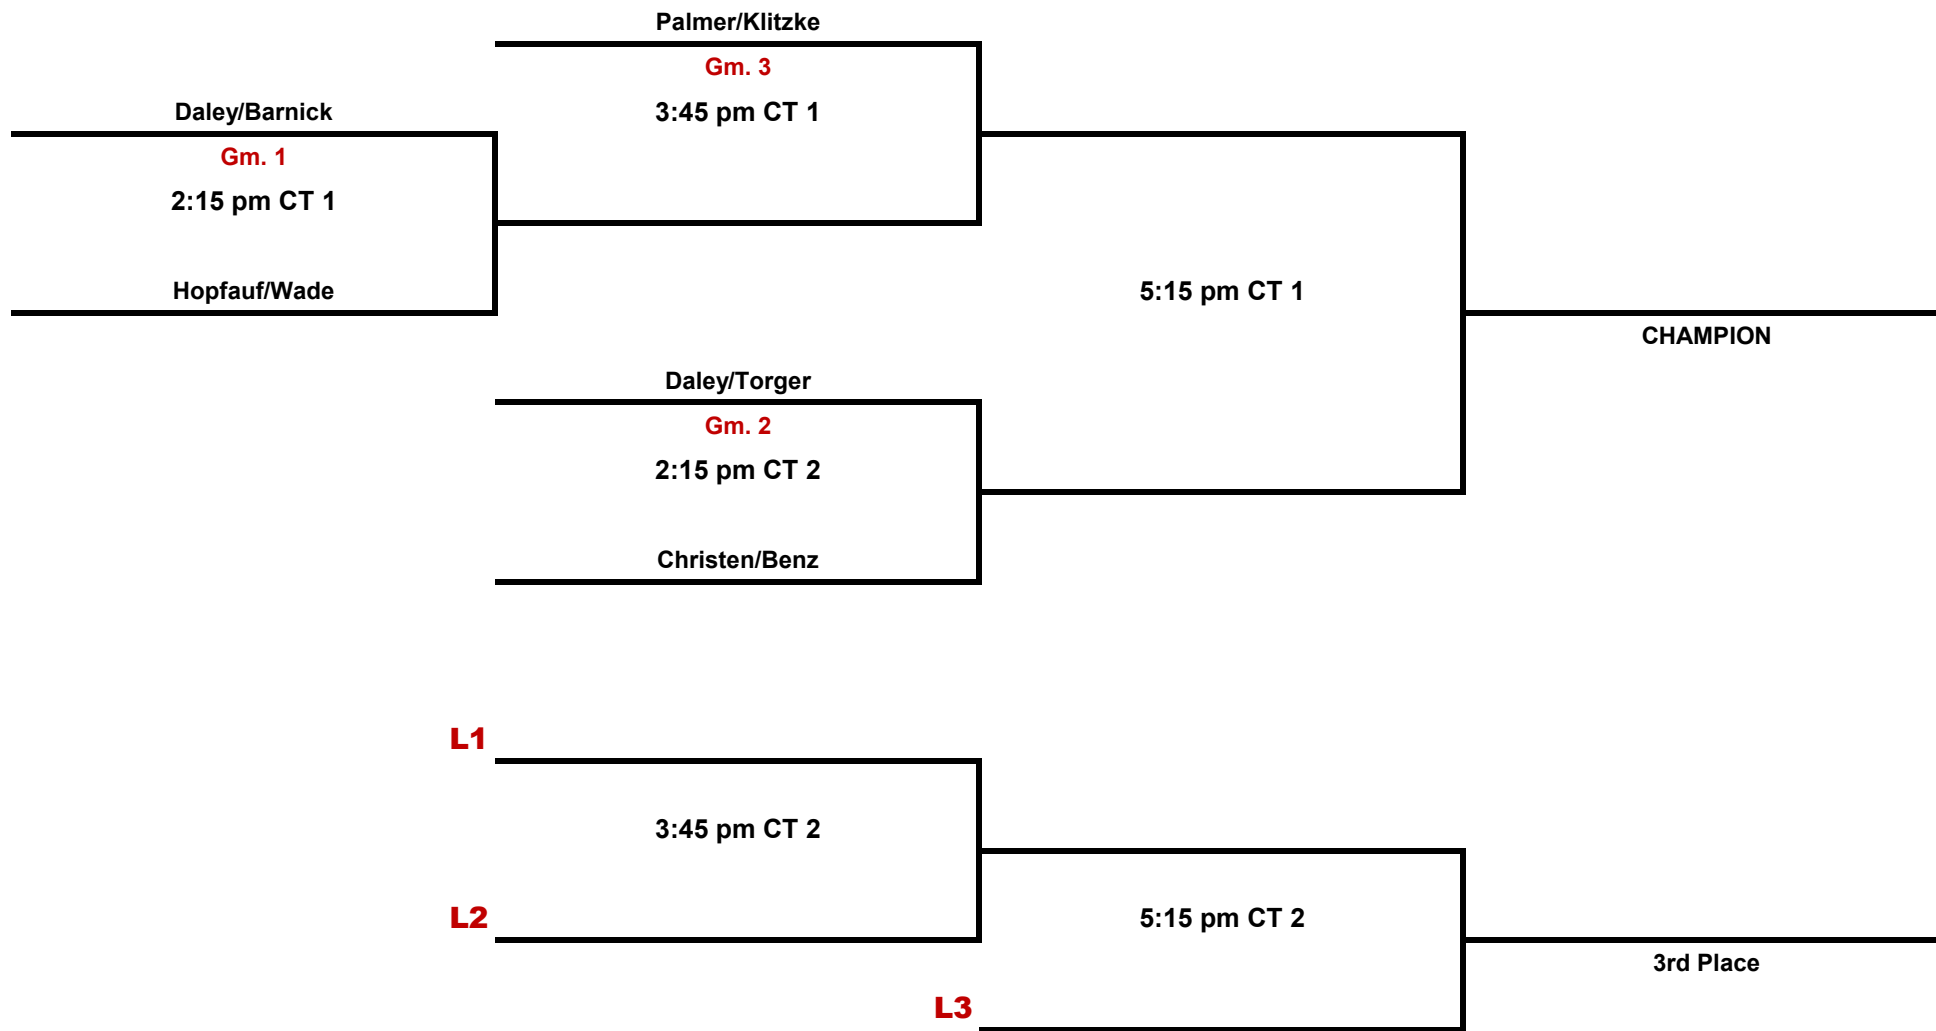 Palmer/Klitzke
Gm. 3
Daley/Barnick
3:45 pm CT 1
Gm. 1
2:15 pm CT 1
Hopfauf/Wade
5:15 pm CT 1
CHAMPION
Daley/Torger
Gm. 2
2:15 pm CT 2
Christen/Benz
L1
3:45 pm CT 2
L2
5:15 pm CT 2
3rd Place
L3